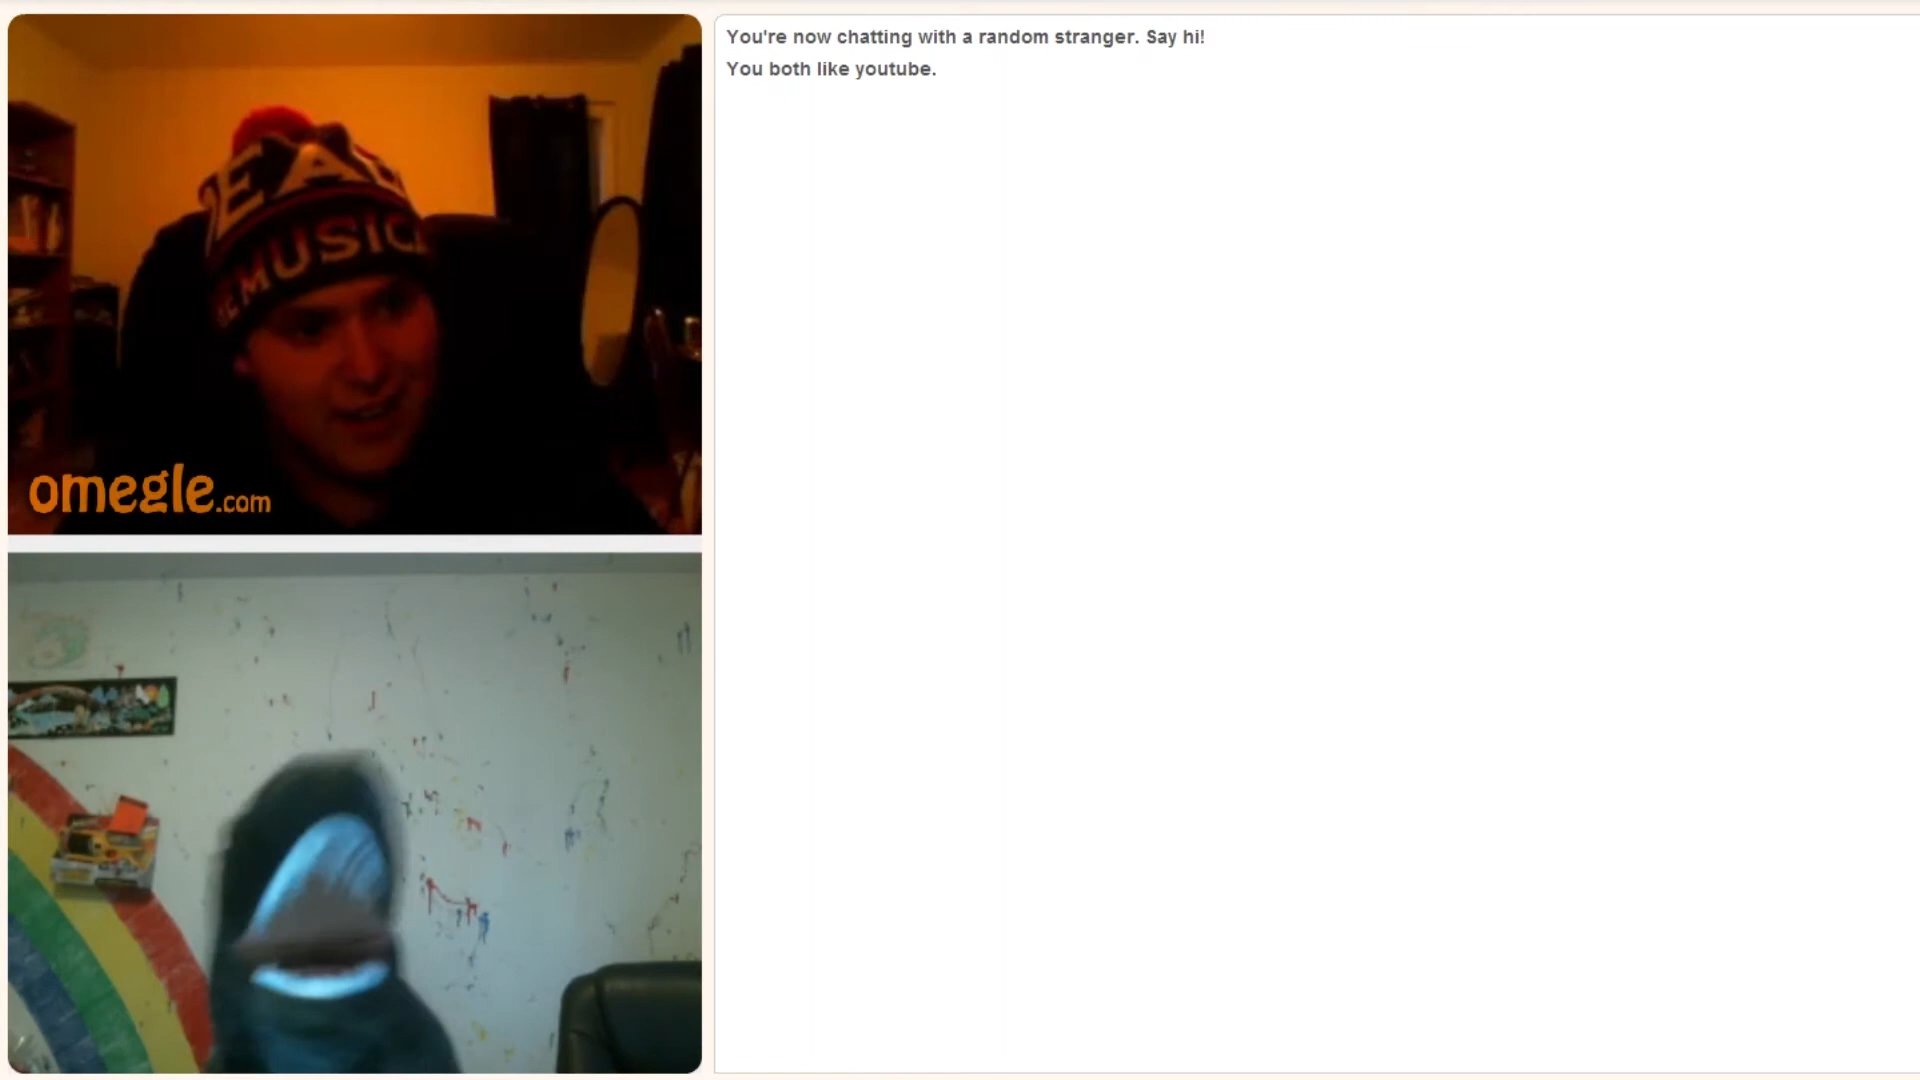 You're now chatting with a random stranger. Say hi!
You both like youtube.
MUSIC
omegle.com